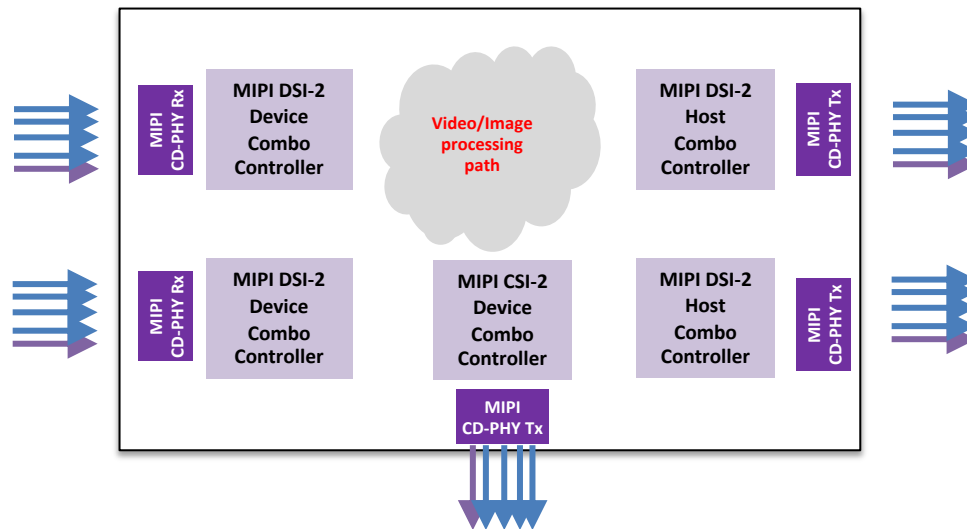 MIPI
CD-PHY Rx
MIPI DSI-2
Device
Combo
Controller
Video/Image
processing
path
MIPI DSI-2
Host
Combo
Controller
MIPI
CD-PHY Tx
MIPI
CD-PHY Rx
MIPI DSI-2
Device
Combo
Controller
MIPI CSI-2
Device
Combo
Controller
MIPI DSI-2
Host
Combo
Controller
MIPI
CD-PHY Tx
MIPI
CD-PHY Tx